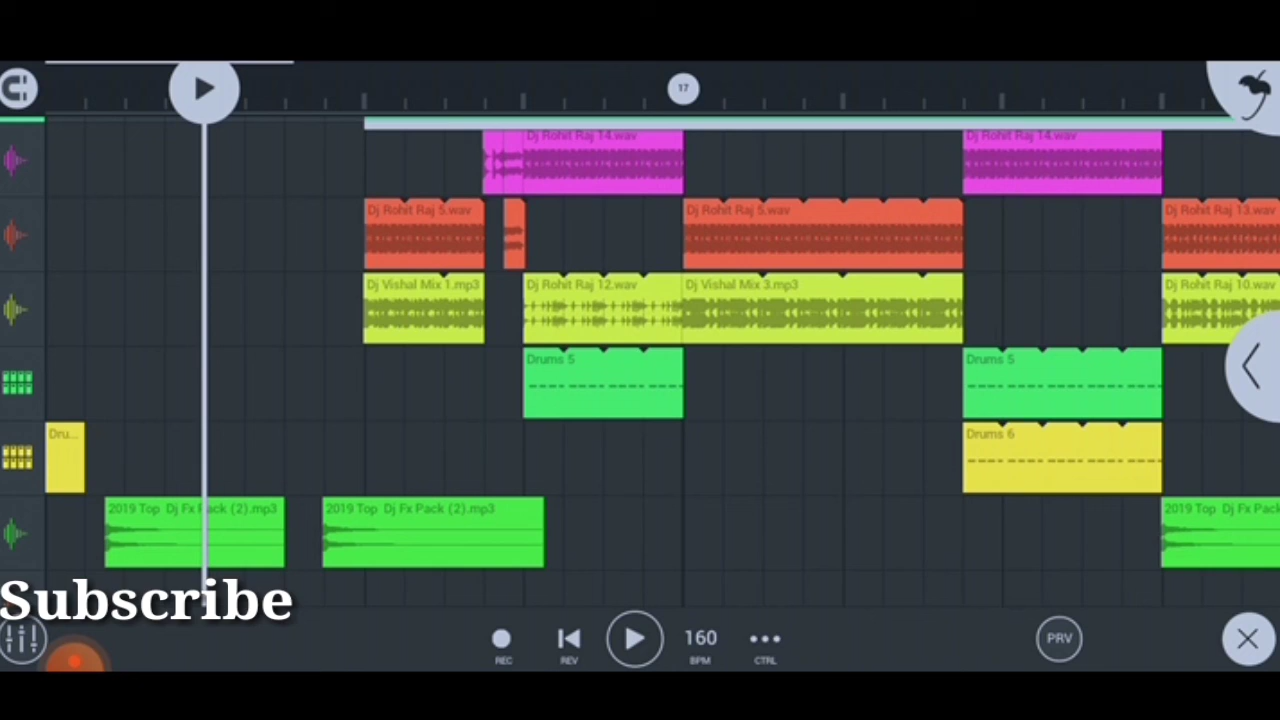 17
Dj Rohit Raj 14.wav
Dj Rohit Raj 14.wav
Dj Rohit Raj 5.wav
Dj Rohit Raj 5.wav
Dj Rohit Raj 13.wav
Dj Vishal Mix 1.mp3
Dj Rohit Raj 12.wav
Dj Vishal Mix 3.mp3
Dj Rohit Raj 10.wav
Drums 5
Drums 5
Dru...
Drums 6
2019 Top Dj Fx Pack (2).mp3
2019 Top Dj Fx Pack (2).mp3
2019 Top Dj Fx Pack
Subscribe
160
PRV
REC
REV
BPM
CTRL